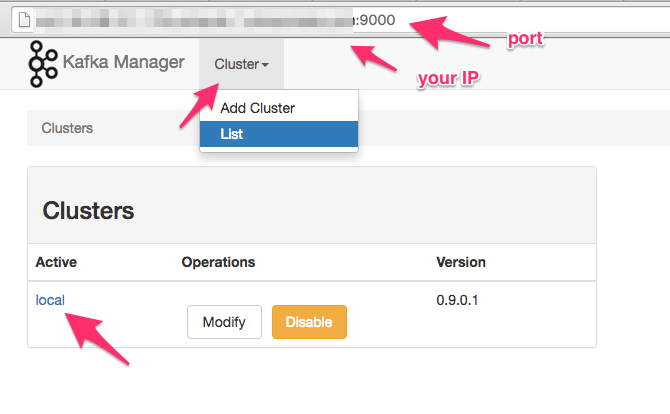 :9000
port
Kafka Manager
Cluster
your IP
Add Cluster
Clusters
List
Clusters
Active Operations Version
local 0.9.0.1
Modify Disable